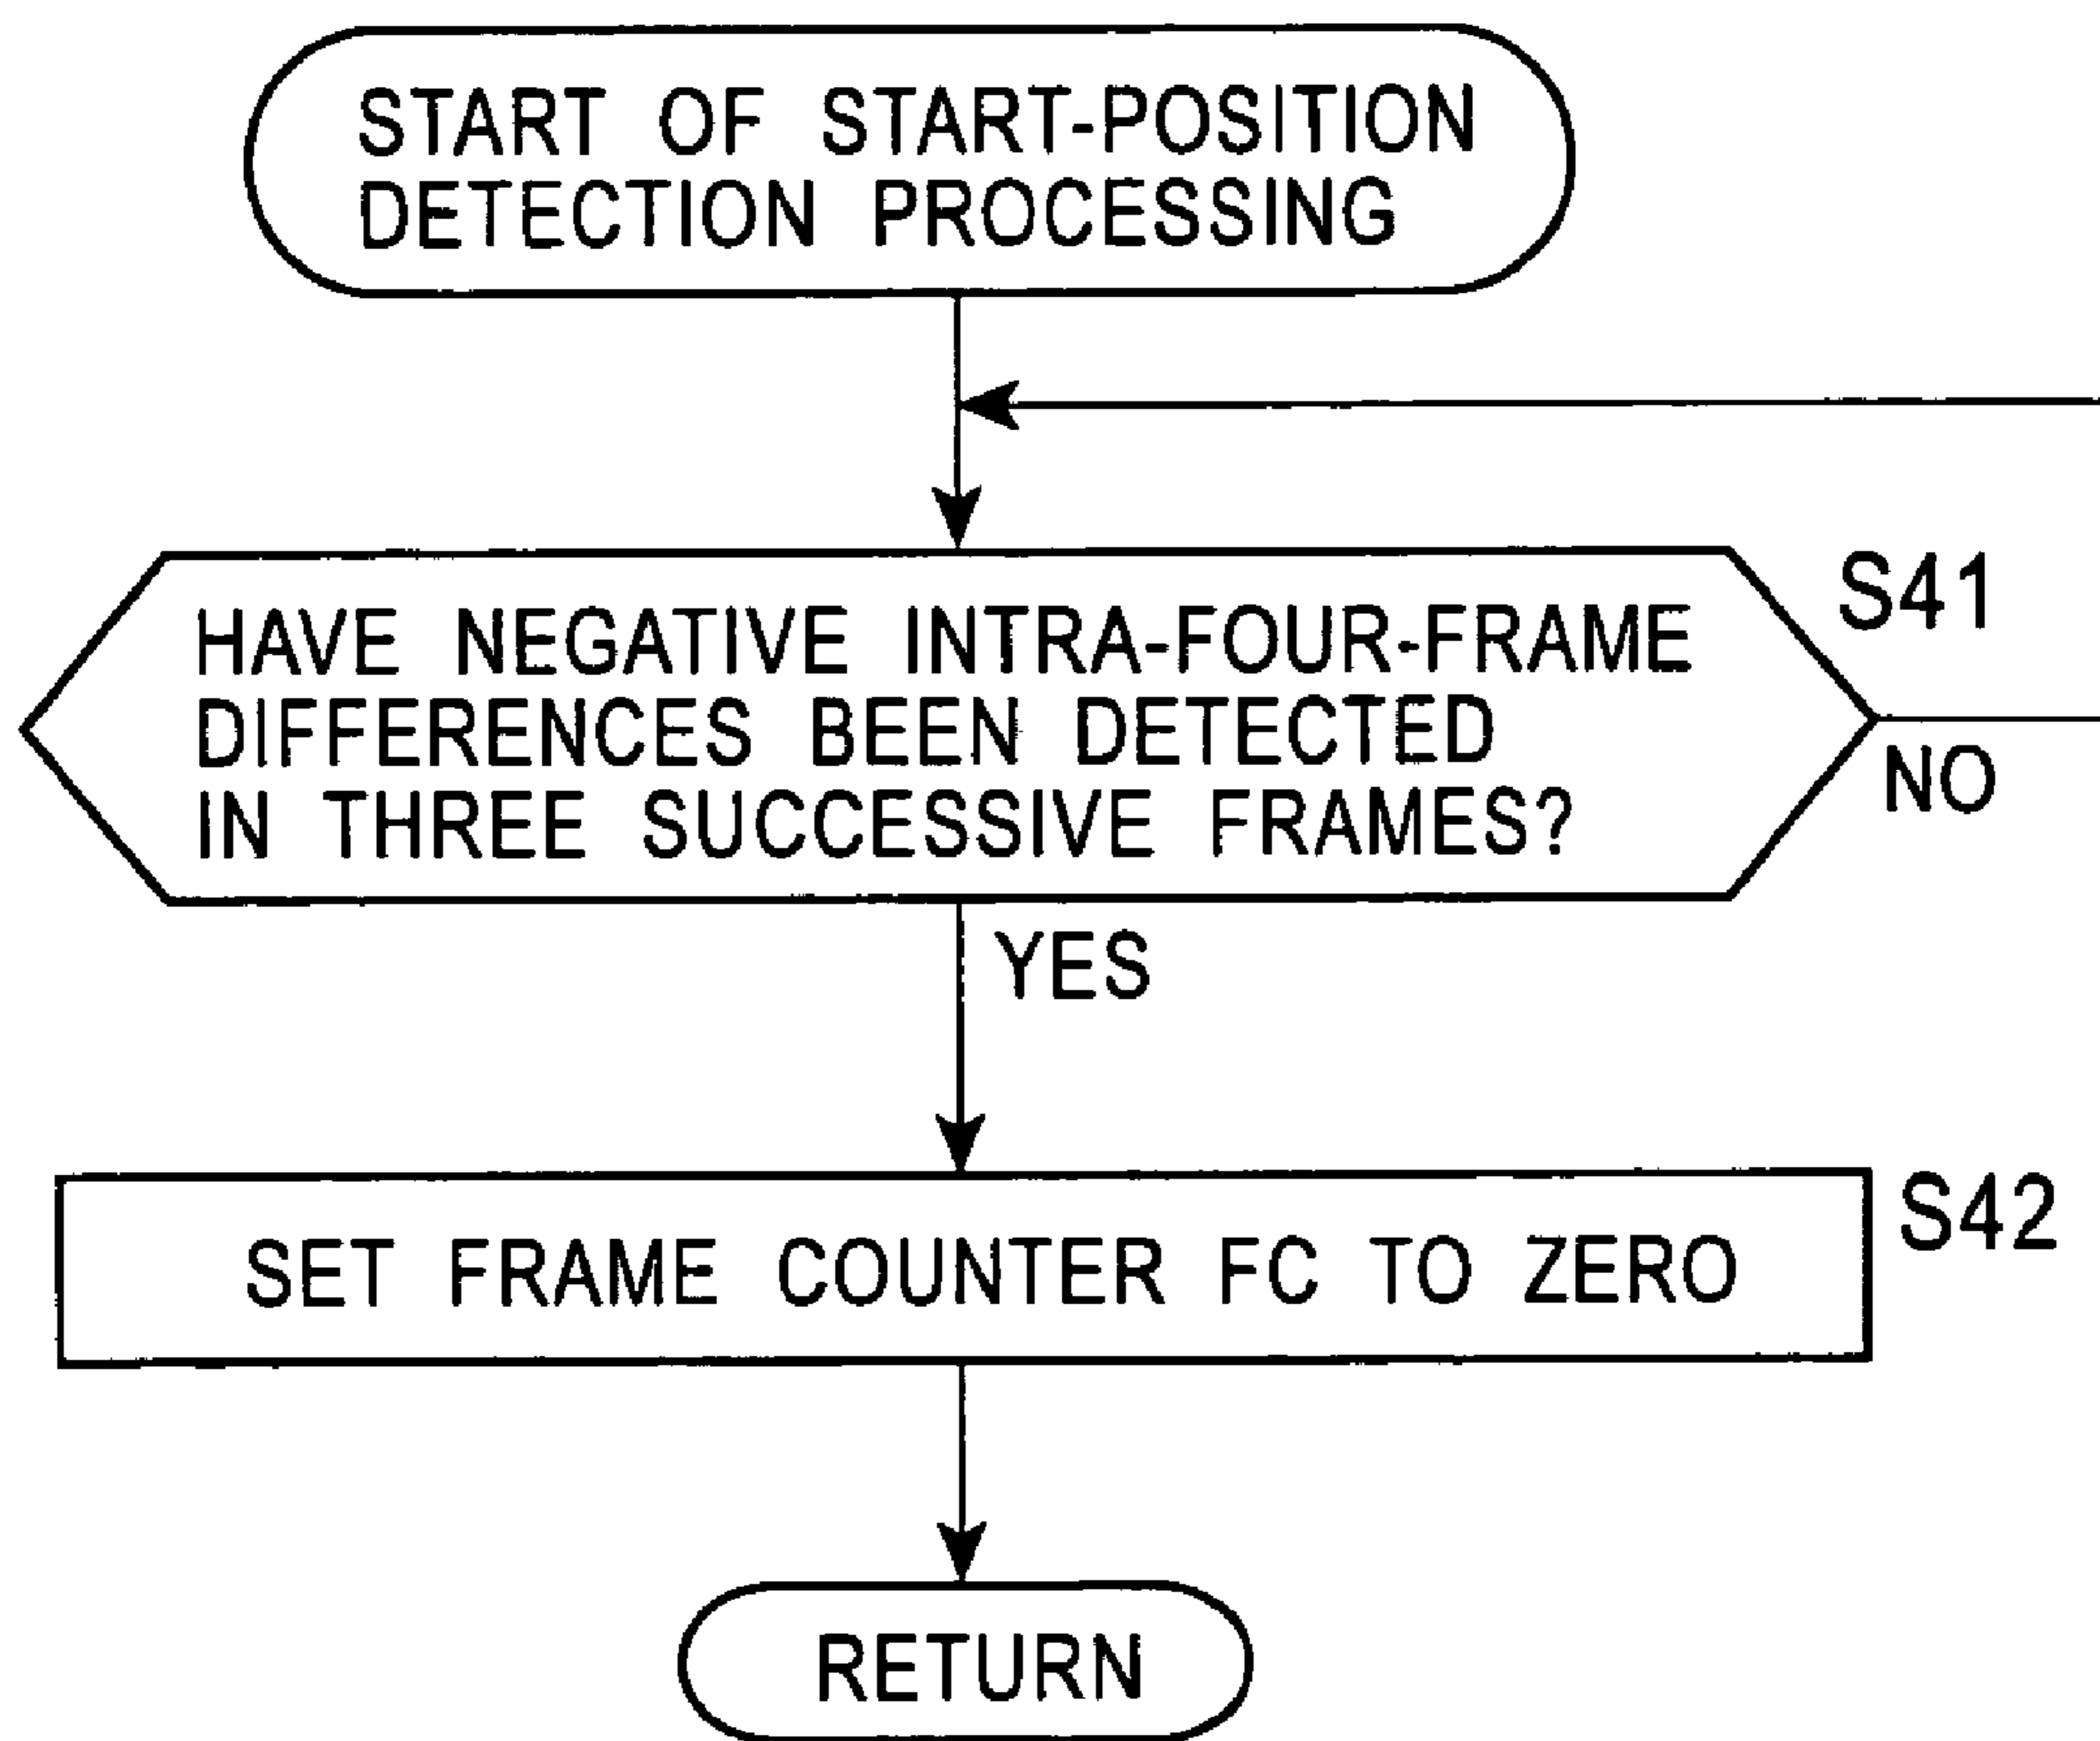 START OF START-POSITION
DETECTION PROCESSING
HAVE NEGATIVE INTRA-FOUR-FRAME
DIFFERENCES BEEN DETECTED
IN THREE SUCCESSIVE FRAMES?
S41
NO
YES
SET FRAME COUNTER FC TO ZERO
S42
RETURN